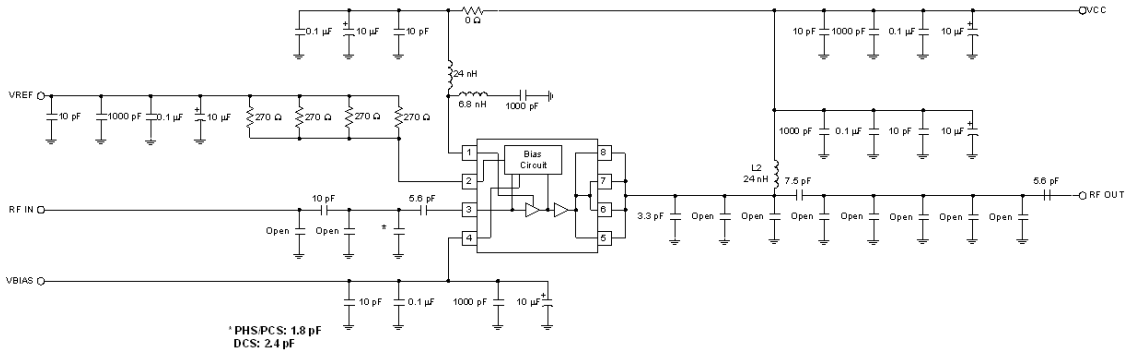 0.1 µF
10 µF
10 pF
0 Ω
VCC
10 pF
1000 pF
0.1 µF
10 µF
24 nH
6.8 nH
1000 pF
VREF
10 pF
1000 pF
0.1 µF
10 µF
270 Ω
270 Ω
270 Ω
270 Ω
1000 pF
0.1 µF
10 pF
10 µF
1
Bias
Circuit
8
2
7
3
6
4
5
L2
24 nH
7.5 pF
5.6 pF
RF OUT
RF IN
10 pF
5.6 pF
Open
Open
*
3.3 pF
Open
Open
Open
Open
Open
Open
Open
VBIAS
10 pF
0.1 µF
1000 pF
10 µF
* PHS/PCS: 1.8 pF
DCS: 2.4 pF